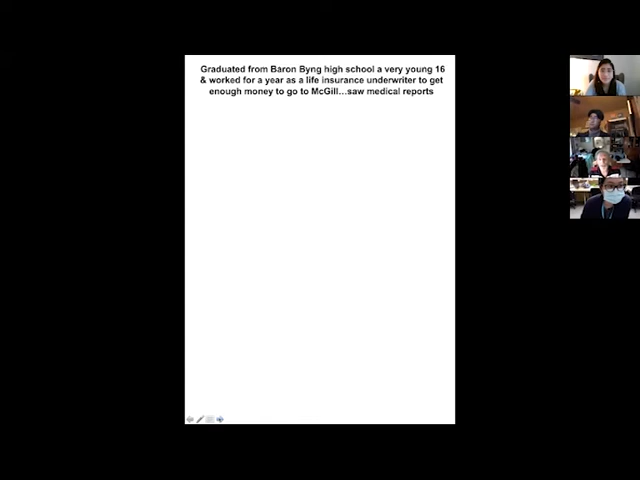 Graduated from Baron Byng high school a very young 16
& worked for a year as a life insurance underwriter to get
enough money to go to McGill...saw medical reports